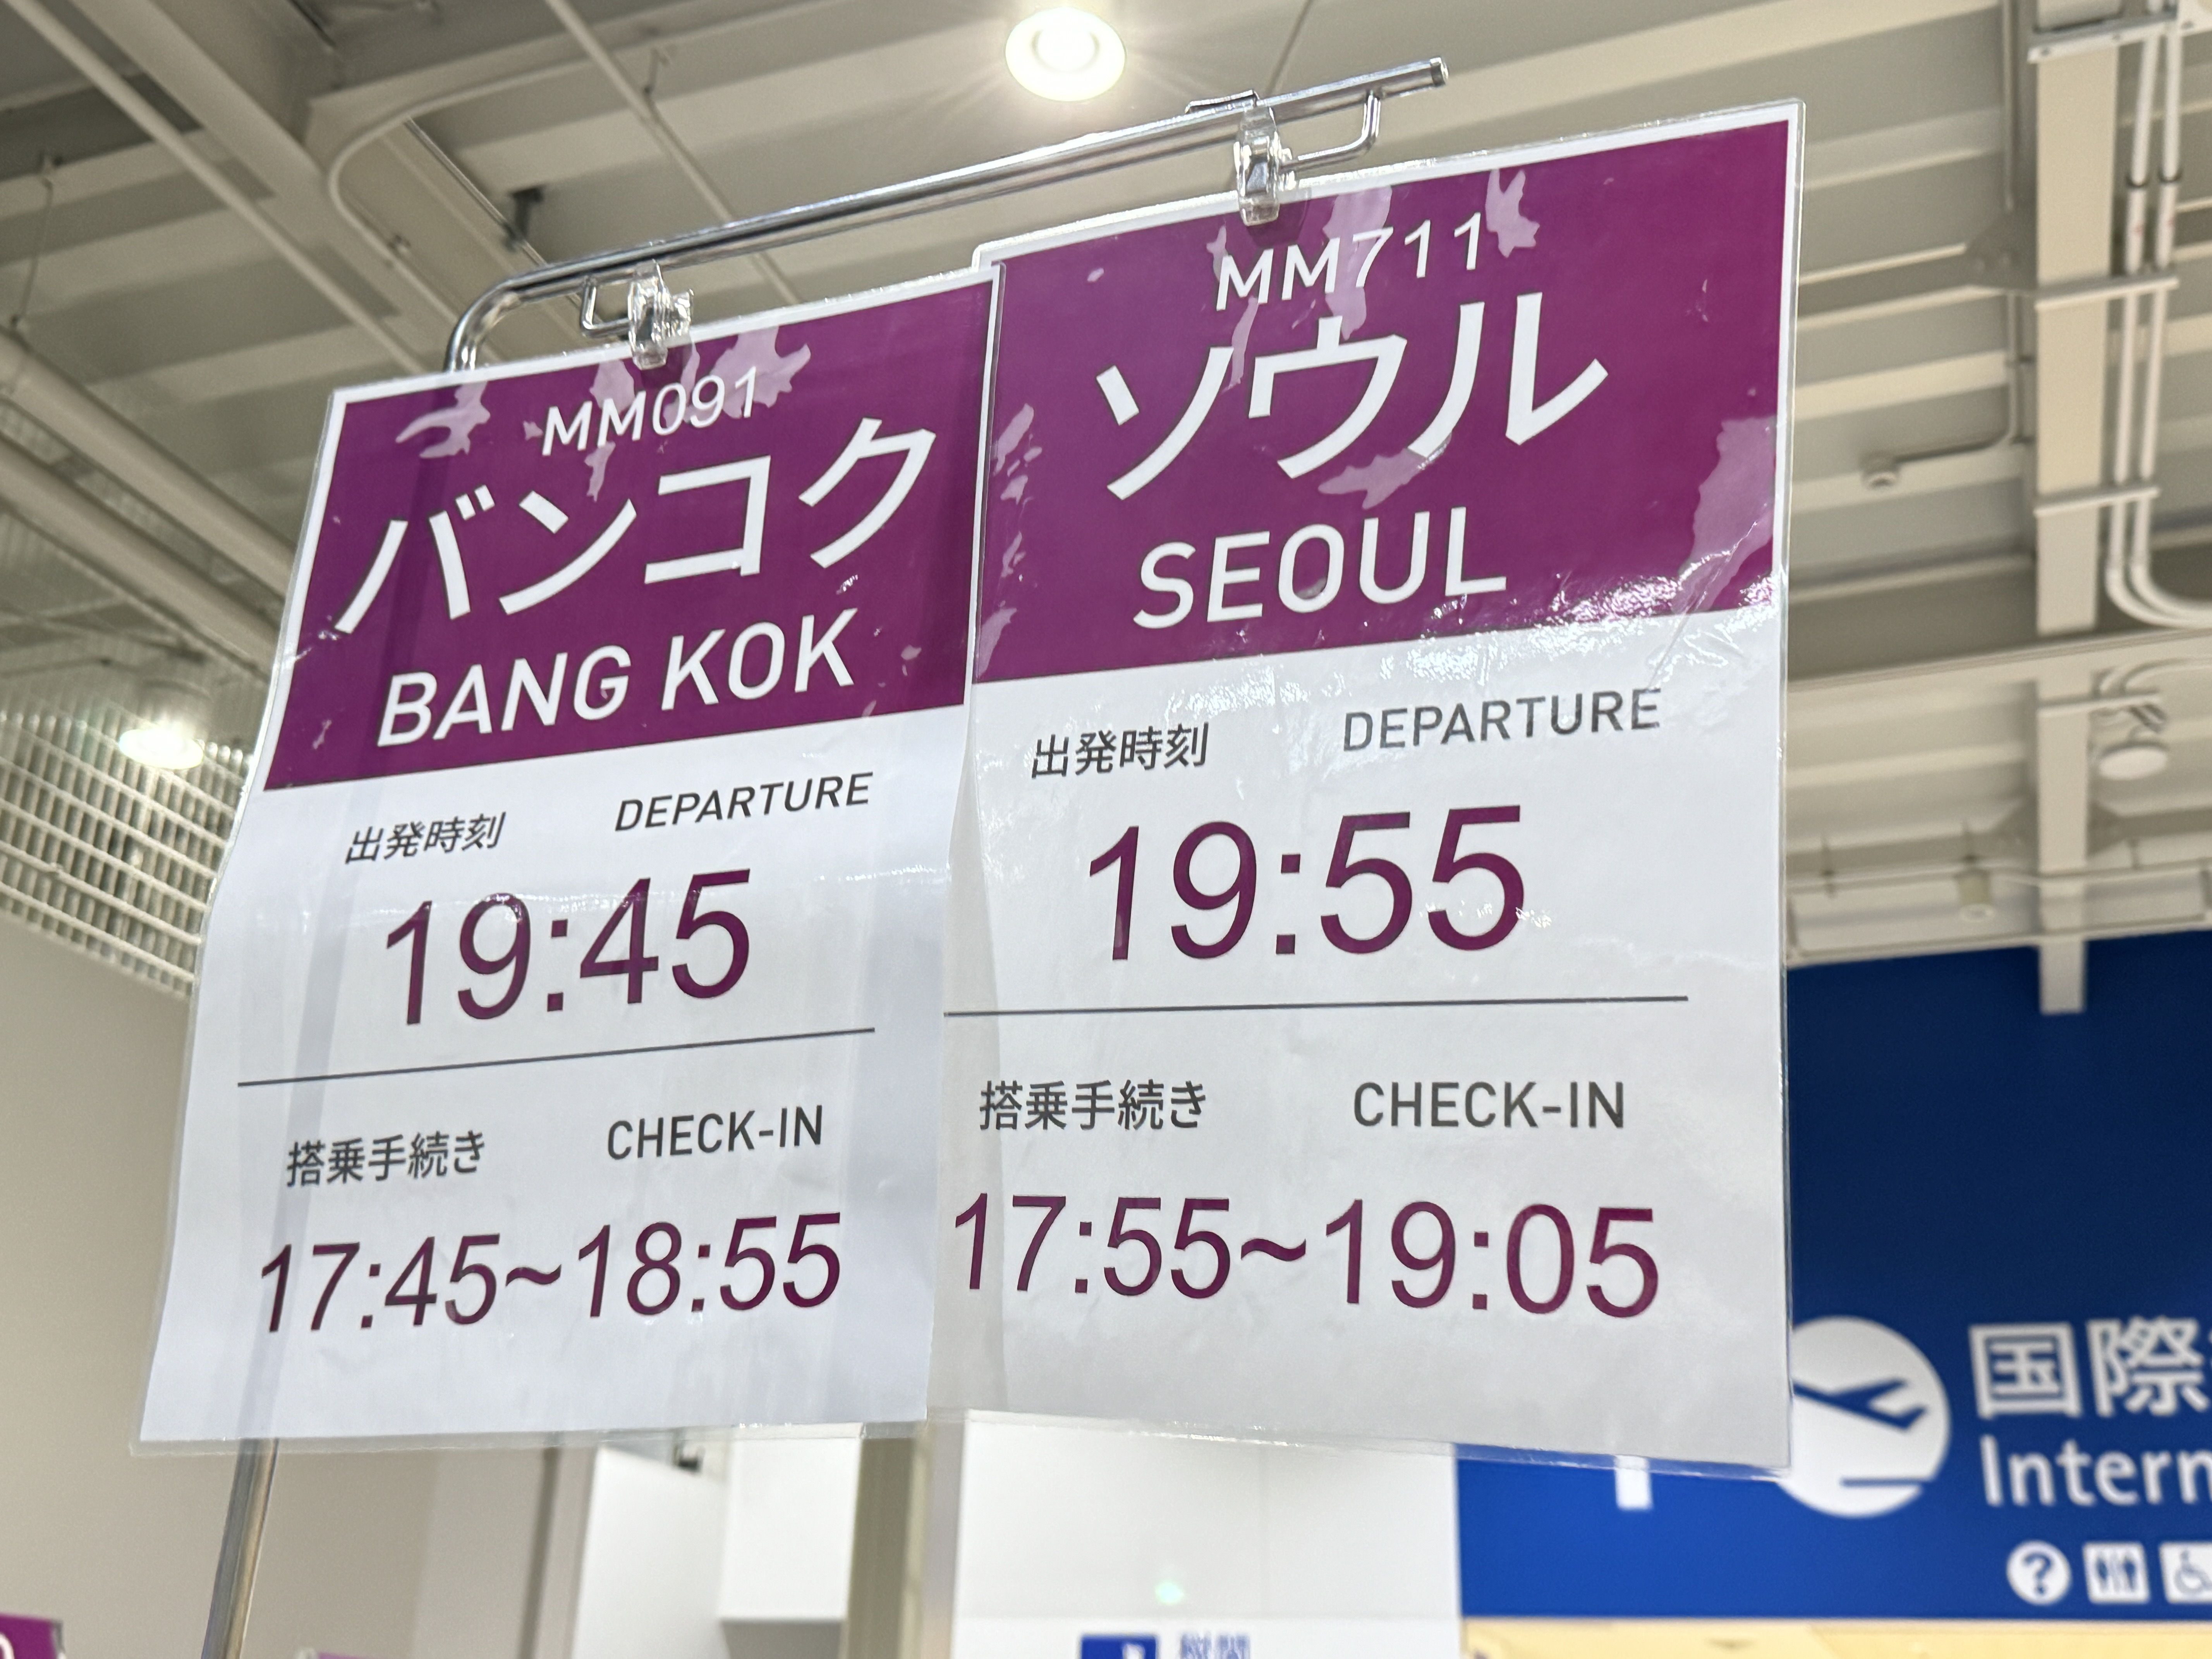 MM091
バンコク
BANG KOK
出発時刻 DEPARTURE
19:45
搭乗手続き CHECK-IN
17:45~18:55
MM711
ソウル
SEOUL
出発時刻 DEPARTURE
19:55
搭乗手続き CHECK-IN
17:55~19:05
国際
Intern
?
税関